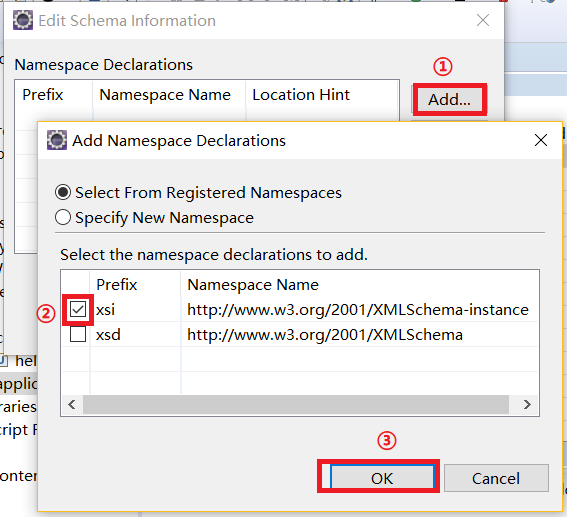 Edit Schema Information
Namespace Declarations
①
Prefix Namespace Name Location Hint
Add...
Add Namespace Declarations
Select From Registered Namespaces
Specify New Namespace
Select the namespace declarations to add.
Prefix Namespace Name
② xsi http://www.w3.org/2001/XMLSchema-instance
xsd http://www.w3.org/2001/XMLSchema
hel
applic
raries
cript F
onten
③
OK Cancel